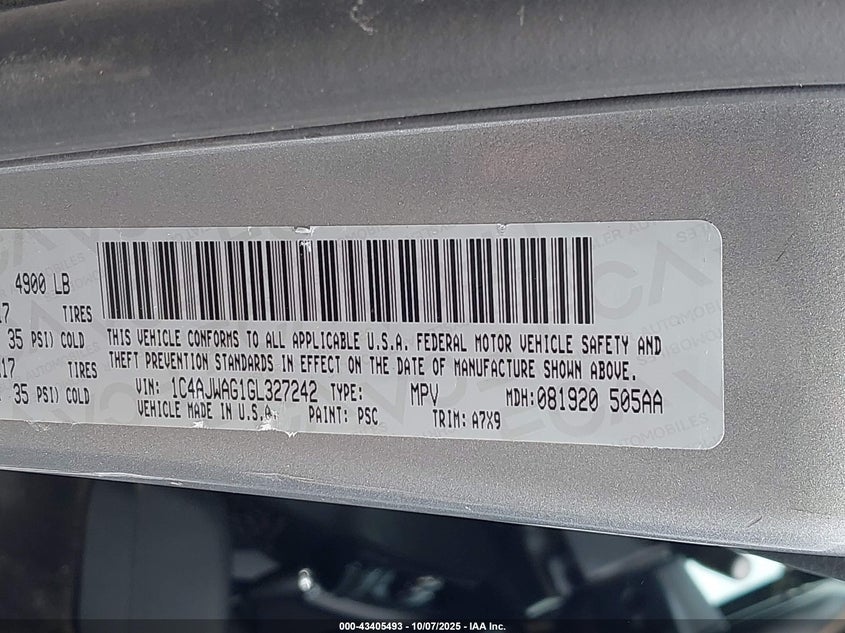 4900 LB
17 TIRES
35 PSI) COLD
17 TIRES
35 PSI) COLD
THIS VEHICLE CONFORMS TO ALL APPLICABLE U.S.A. FEDERAL MOTOR VEHICLE SAFETY AND
THEFT PREVENTION STANDARDS IN EFFECT ON THE DATE OF MANUFACTURE SHOWN ABOVE.
VIN: 1C4AJWAG1GL327242 TYPE: MPV MDH:081920 505AA
VEHICLE MADE IN U.S.A. PAINT: PSC TRIM: A7X9
000-43405493 - 10/07/2025 - IAA Inc.